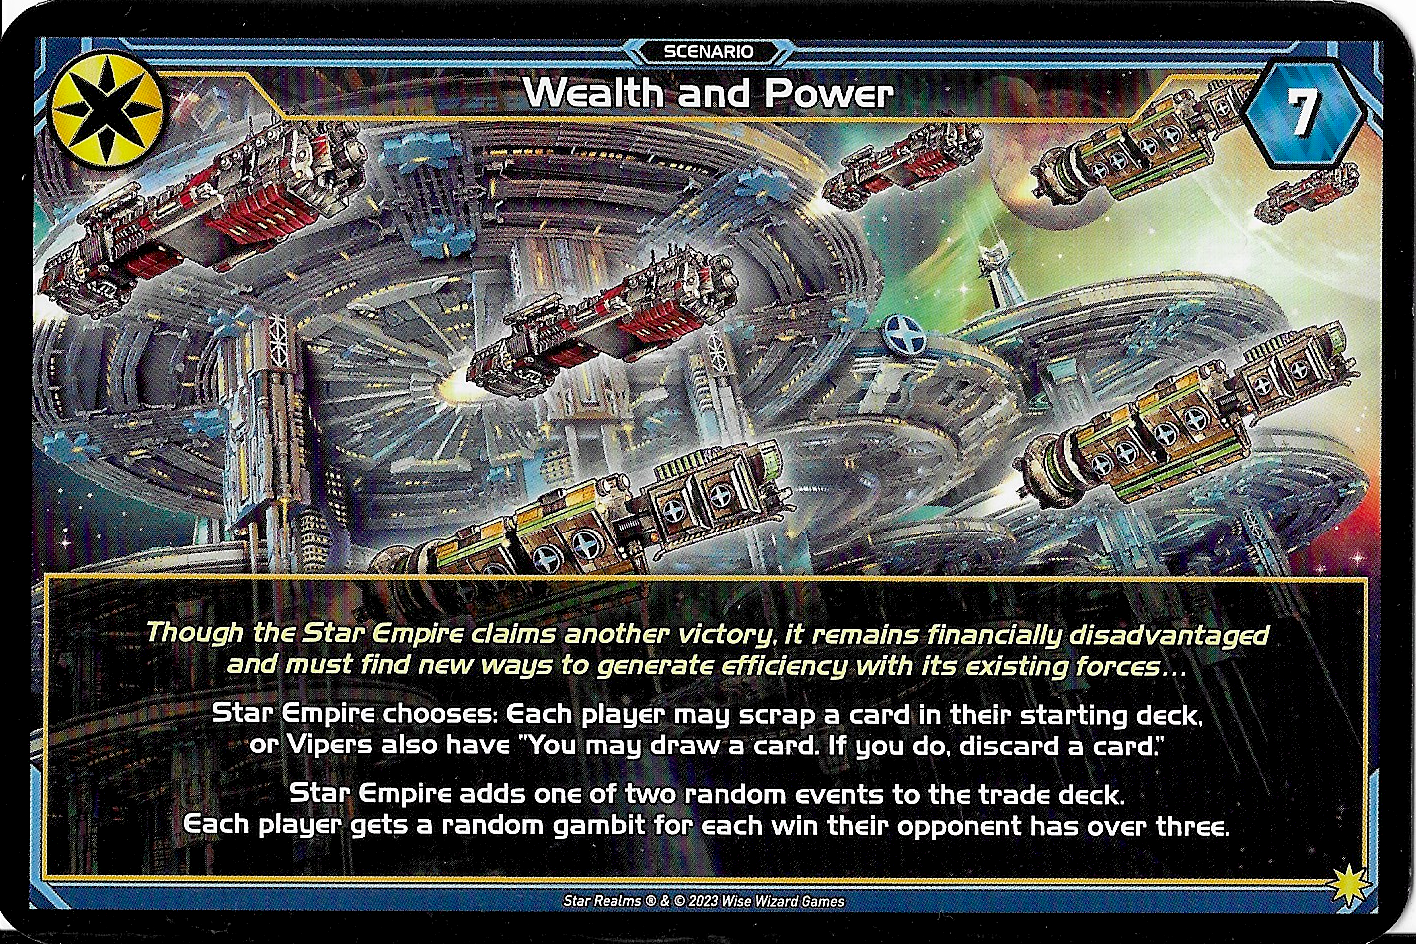 SCENARIO
Wealth and Power
7
Though the Star Empire claims another victory, it remains financially disadvantaged
and must find new ways to generate efficiency with its existing forces...
Star Empire chooses: Each player may scrap a card in their starting deck,
or Vipers also have "You may draw a card. If you do, discard a card."
Star Empire adds one of two random events to the trade deck.
Each player gets a random gambit for each win their opponent has over three.
Star Realms ® & © 2023 Wise Wizard Games